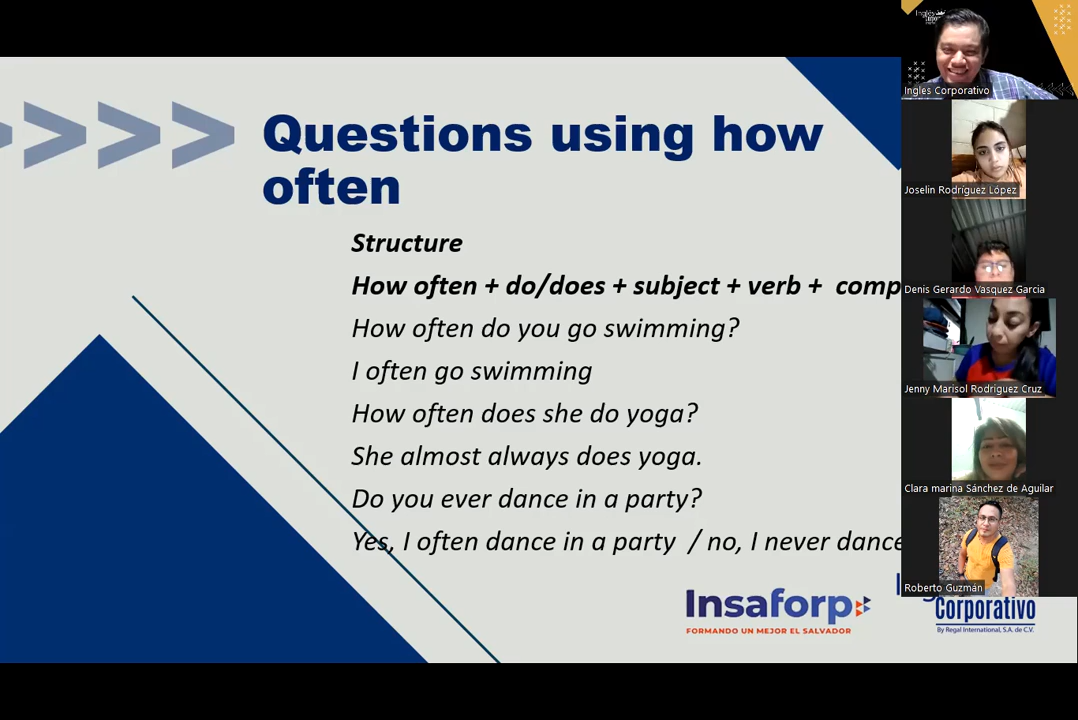 Questions using how
often
Structure
How often + do/does + subject + verb + comp
How often do you go swimming?
I often go swimming
How often does she do yoga?
She almost always does yoga.
Do you ever dance in a party?
Yes, I often dance in a party / no, I never dance
Insaforp
FORMANDO UN MEJOR EL SALVADOR
Corporativo
By Regal International, S.A. de C.V.
Ingles Corporativo
Joselin Rodríguez López
Denis Gerardo Vasquez Garcia
Jenny Marisol Rodriguez Cruz
Clara marina Sánchez de Aguilar
Roberto Guzmán